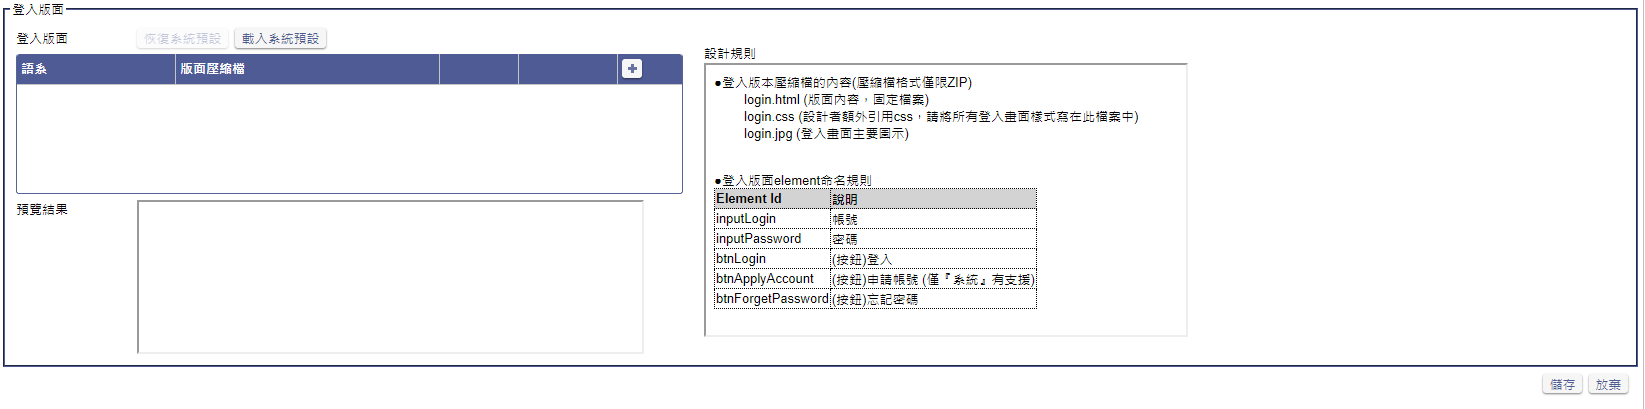 登入版面
登入版面 恢復系統預設 載入系統預設
語系 版面壓縮檔
預覽結果
設計規則
●登入版本壓縮檔的內容(壓縮檔格式僅限ZIP)
login.html (版面內容，固定檔案)
login.css (設計者額外引用css，請將所有登入畫面樣式寫在此檔案中)
login.jpg (登入畫面主要圖示)
●登入版面element命名規則
Element Id 說明
inputLogin 帳號
inputPassword 密碼
btnLogin (按鈕)登入
btnApplyAccount (按鈕)申請帳號 (僅『系統』有支援)
btnForgetPassword (按鈕)忘記密碼
儲存 放棄